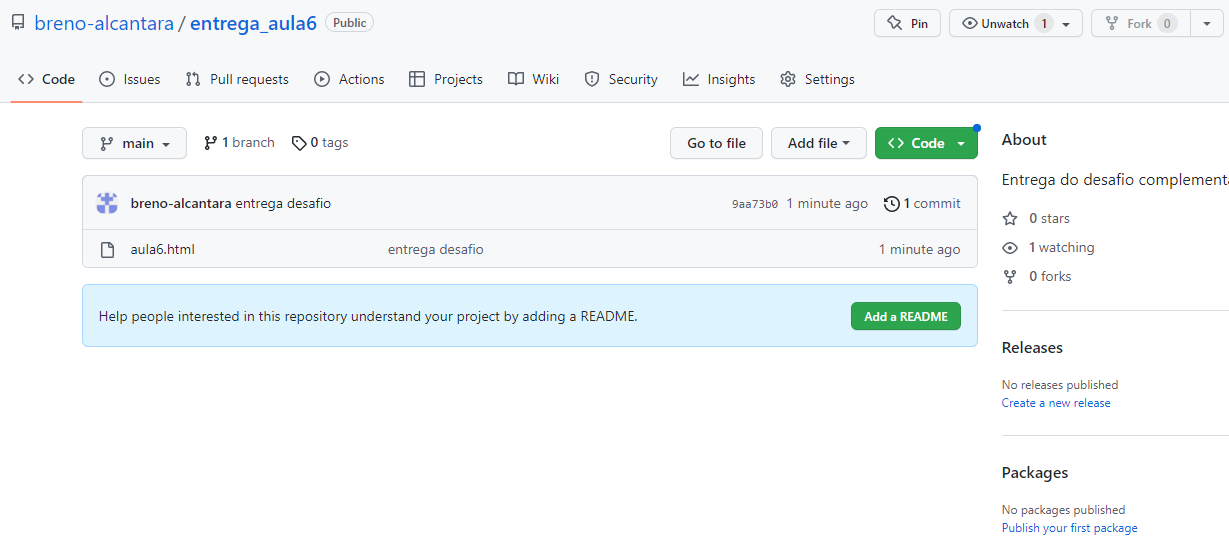 breno-alcantara / entrega_aula6 Public Pin Unwatch 1 Fork 0
Code Issues Pull requests Actions Projects Wiki Security Insights Settings
main 1 branch 0 tags Go to file Add file Code
breno-alcantara entrega desafio 9aa73b0 1 minute ago 1 commit
aula6.html entrega desafio 1 minute ago
Help people interested in this repository understand your project by adding a README. Add a README
About
Entrega do desafio complementa
0 stars
1 watching
0 forks
Releases
No releases published
Create a new release
Packages
No packages published
Publish your first package